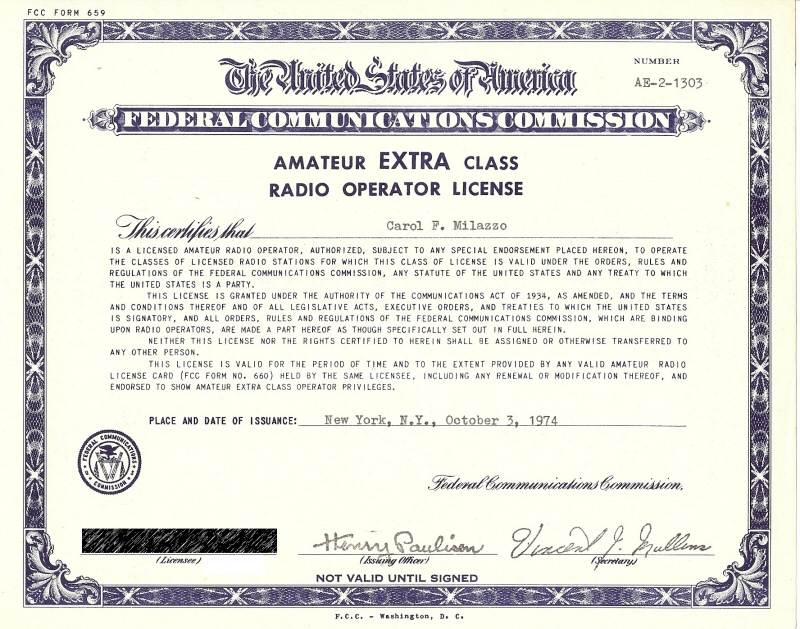 FCC FORM 659
The United States of America
NUMBER
AE-2-1303
FEDERAL COMMUNICATIONS COMMISSION
AMATEUR EXTRA CLASS
RADIO OPERATOR LICENSE
This certifies that Carol F. Milazzo
IS A LICENSED AMATEUR RADIO OPERATOR, AUTHORIZED, SUBJECT TO ANY SPECIAL ENDORSEMENT PLACED HEREON, TO OPERATE
THE CLASSES OF LICENSED RADIO STATIONS FOR WHICH THIS CLASS OF LICENSE IS VALID UNDER THE ORDERS, RULES AND
REGULATIONS OF THE FEDERAL COMMUNICATIONS COMMISSION, ANY STATUTE OF THE UNITED STATES AND ANY TREATY TO WHICH
THE UNITED STATES IS A PARTY.
THIS LICENSE IS GRANTED UNDER THE AUTHORITY OF THE COMMUNICATIONS ACT OF 1934, AS AMENDED, AND THE TERMS
AND CONDITIONS THEREOF AND OF ALL LEGISLATIVE ACTS, EXECUTIVE ORDERS, AND TREATIES TO WHICH THE UNITED STATES
IS SIGNATORY, AND ALL ORDERS, RULES AND REGULATIONS OF THE FEDERAL COMMUNICATIONS COMMISSION, WHICH ARE BINDING
UPON RADIO OPERATORS, ARE MADE A PART HEREOF AS THOUGH SPECIFICALLY SET OUT IN FULL HEREIN.
NEITHER THIS LICENSE NOR THE RIGHTS CERTIFIED TO HEREIN SHALL BE ASSIGNED OR OTHERWISE TRANSFERRED TO
ANY OTHER PERSON.
THIS LICENSE IS VALID FOR THE PERIOD OF TIME AND TO THE EXTENT PROVIDED BY ANY VALID AMATEUR RADIO
LICENSE CARD (FCC FORM NO. 660) HELD BY THE SAME LICENSEE, INCLUDING ANY RENEWAL OR MODIFICATION THEREOF, AND
ENDORSED TO SHOW AMATEUR EXTRA CLASS OPERATOR PRIVILEGES.
PLACE AND DATE OF ISSUANCE: New York, N.Y., October 3, 1974
FEDERAL COMMUNICATIONS
COMMISSION
Federal Communications Commission.
Henry Paulisen Vincent J. Mullins
(Licensee) (Issuing Officer) (Secretary)
NOT VALID UNTIL SIGNED
F.C.C. - Washington, D. C.